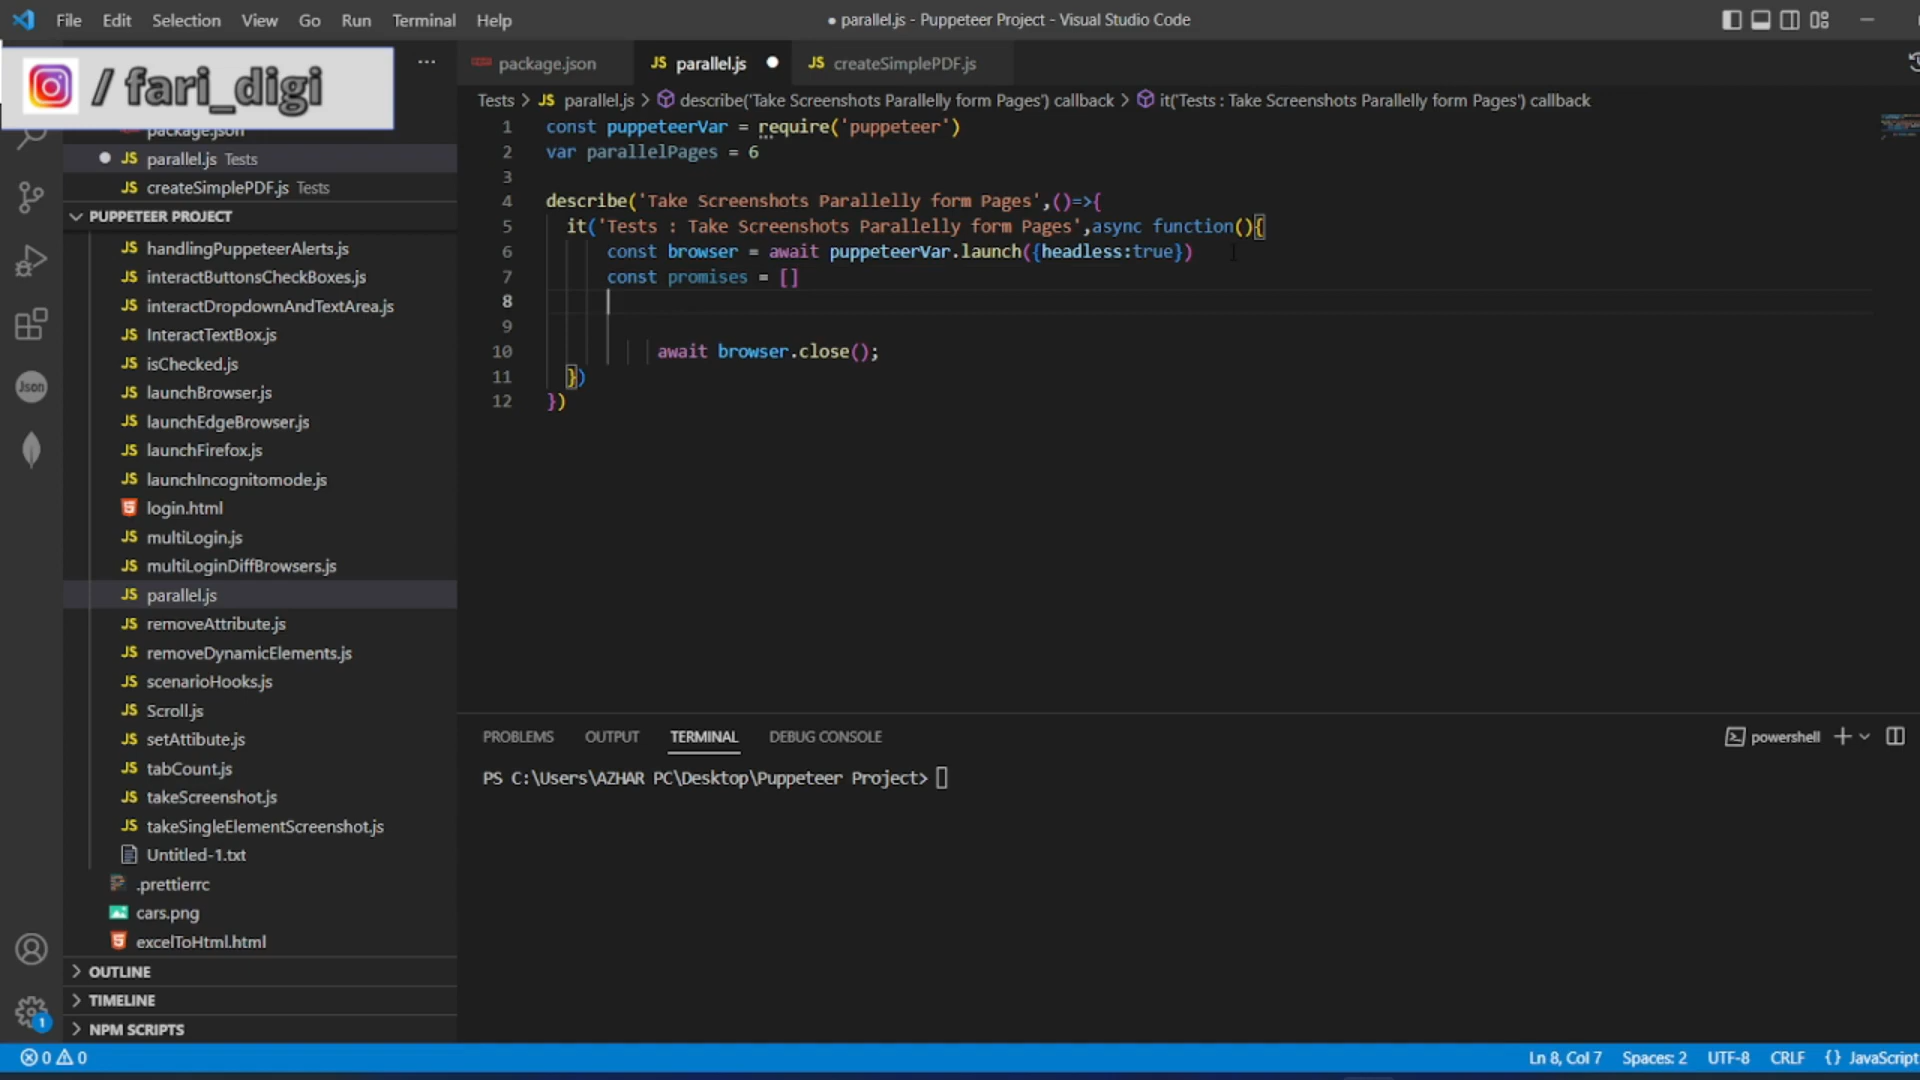 File Edit Selection View Go Run Terminal Help
● parallel.js - Puppeteer Project - Visual Studio Code
/ fari_digi
...
package.json
JS parallel.js
JS createSimplePDF.js
Tests > JS parallel.js > describe('Take Screenshots Parallelly form Pages') callback > it('Tests : Take Screenshots Parallelly form Pages') callback
package.json
JS parallel.js Tests
JS createSimplePDF.js Tests
PUPPETEER PROJECT
JS handlingPuppeteerAlerts.js
JS interactButtonsCheckBoxes.js
JS interactDropdownAndTextArea.js
JS InteractTextBox.js
JS isChecked.js
JS launchBrowser.js
JS launchEdgeBrowser.js
JS launchFirefox.js
JS launchIncognitomode.js
login.html
JS multiLogin.js
JS multiLoginDiffBrowsers.js
JS parallel.js
JS removeAttribute.js
JS removeDynamicElements.js
JS scenarioHooks.js
JS Scroll.js
JS setAttibute.js
JS tabCount.js
JS takeScreenshot.js
JS takeSingleElementScreenshot.js
Untitled-1.txt
.prettierrc
cars.png
excelToHtml.html
OUTLINE
TIMELINE
NPM SCRIPTS
Json
1
1 const puppeteerVar = require('puppeteer')
2 var parallelPages = 6
3
4 describe('Take Screenshots Parallelly form Pages',()=>{
5 it('Tests : Take Screenshots Parallelly form Pages',async function(){
6 const browser = await puppeteerVar.launch({headless:true})
7 const promises = []
8
9
10 await browser.close();
11 })
12 })
PROBLEMS OUTPUT TERMINAL DEBUG CONSOLE
powershell
PS C:\Users\AZHAR PC\Desktop\Puppeteer Project>
0 0
Ln 8, Col 7 Spaces: 2 UTF-8 CRLF {} JavaScript